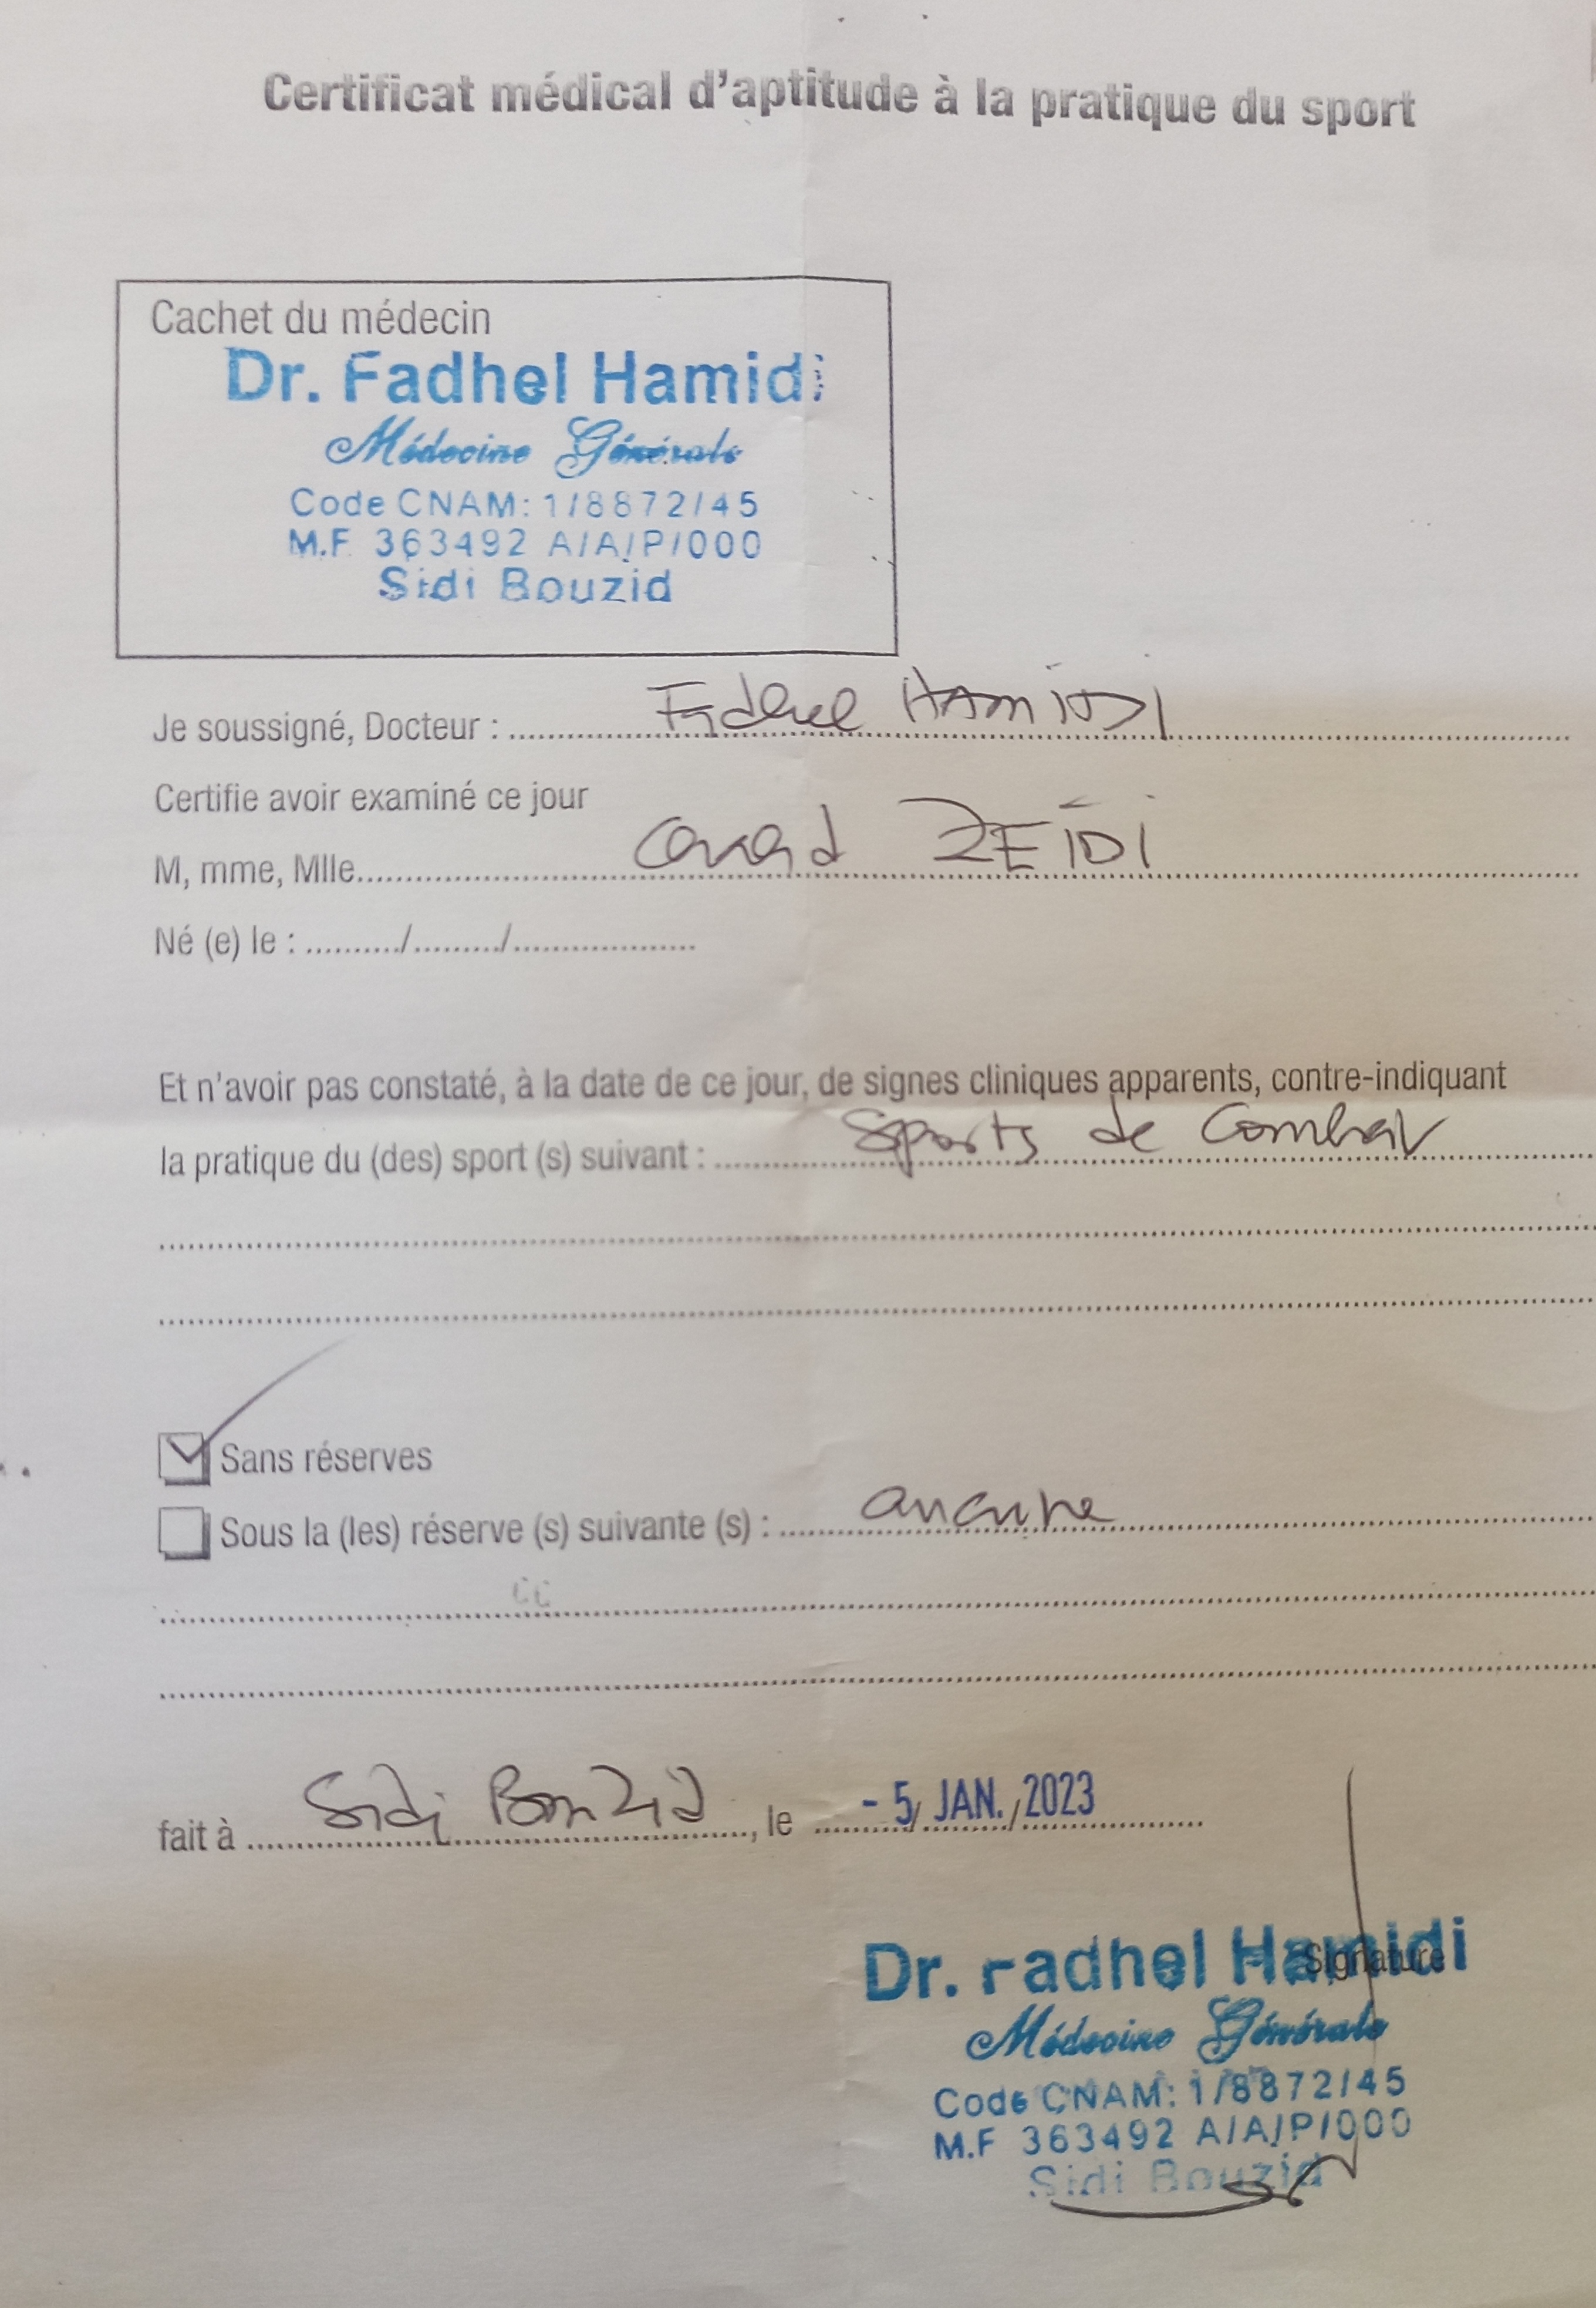 Certificat médical d'aptitude à la pratique du sport
Cachet du médecin
Dr. Fadhel Hamidi
Médecine Générale
Code CNAM: 1/8872/45
M.F 363492 A/A/P/000
Sidi Bouzid
Je soussigné, Docteur : Fadhel HAMIDI
Certifie avoir examiné ce jour
M, mme, Mlle ZEIDI
Né (e) le : ........../........./...................
Et n'avoir pas constaté, à la date de ce jour, de signes cliniques apparents, contre-indiquant
la pratique du (des) sport (s) suivant : Sports de Combat
Sans réserves
Sous la (les) réserve (s) suivante (s) : aucune
fait à Sidi Bouzid, le - 5/ JAN./2023
Signature
Dr. Fadhel Hamidi
Médecine Générale
Code CNAM: 1/8872/45
M.F 363492 A/A/P/000
Sidi Bouzid